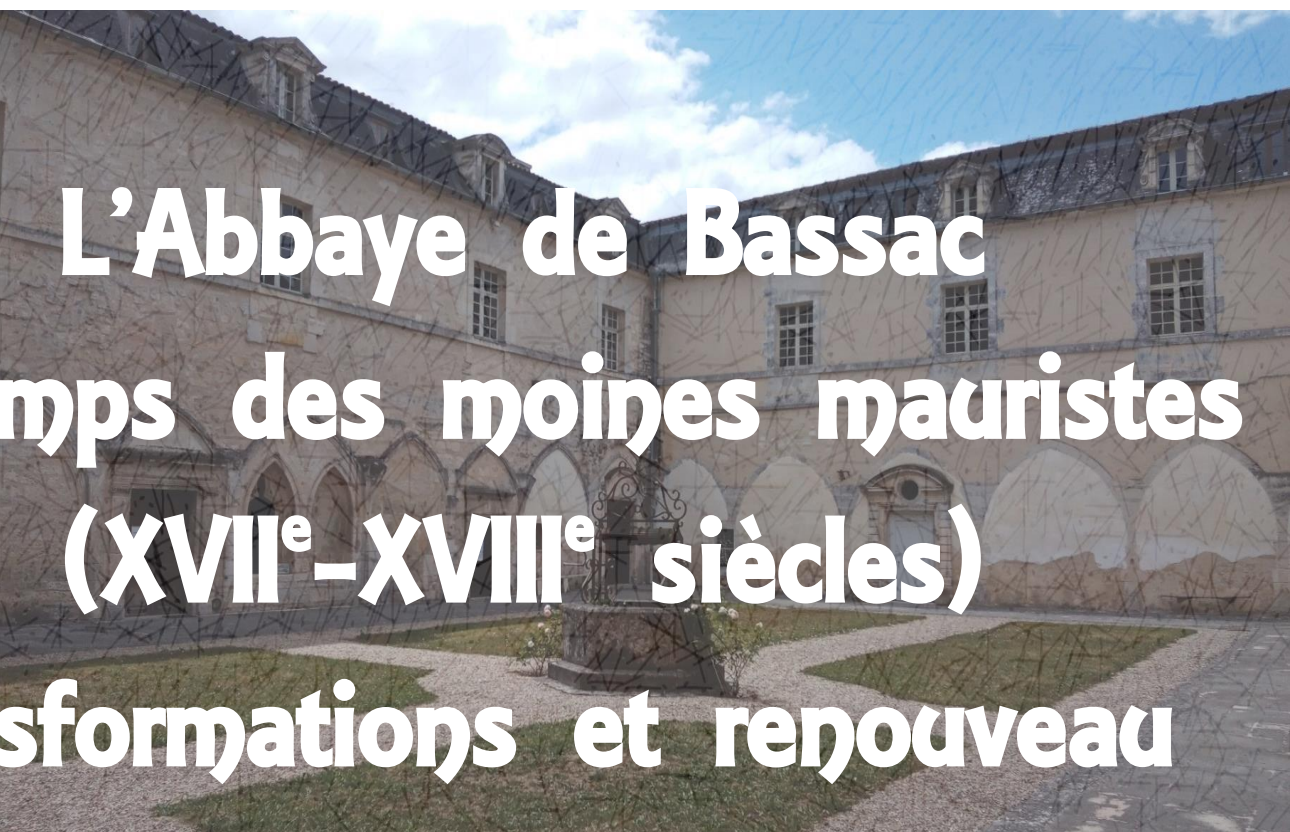 L’Abbaye de Bassac
mps des moines mauristes
(XVIIᵉ-XVIIIᵉ siècles)
sformations et renouveau